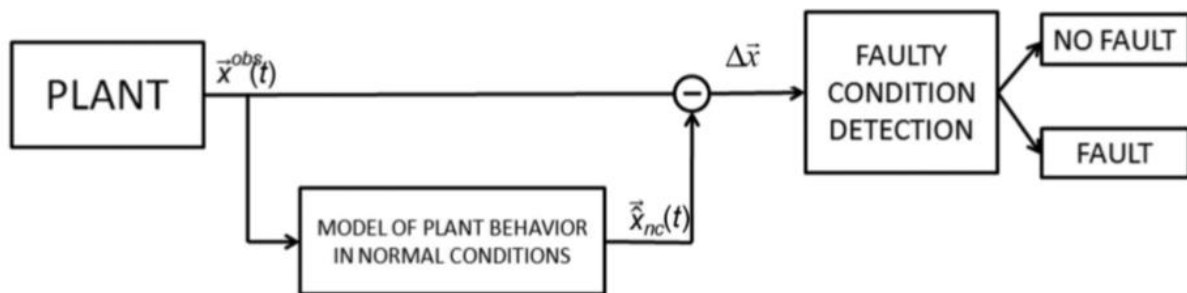 PLANT
x⃗ᵒᵇˢ(t)
−
Δx⃗
FAULTY
CONDITION
DETECTION
NO FAULT
FAULT
MODEL OF PLANT BEHAVIOR
IN NORMAL CONDITIONS
x̂⃗_nc(t)